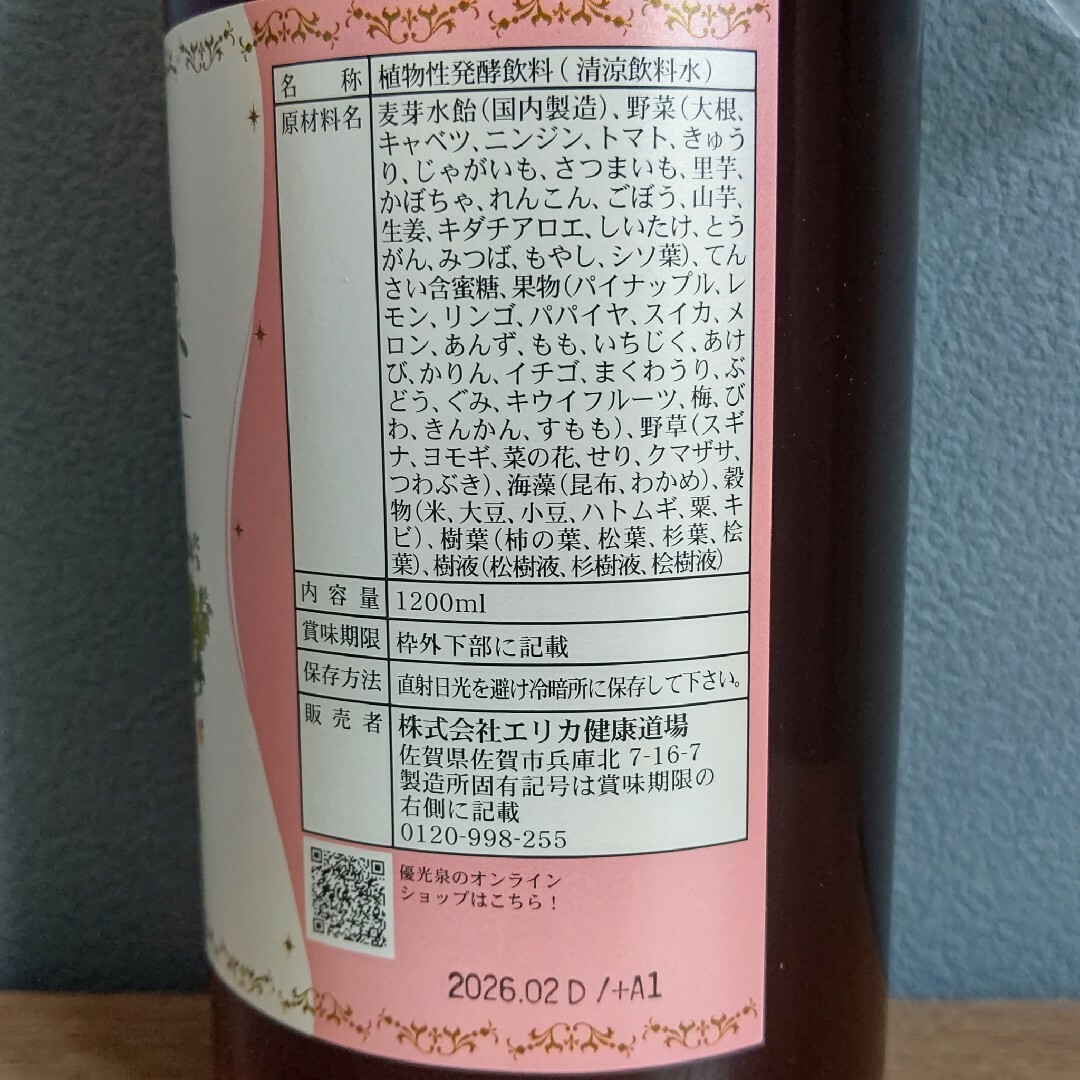 名称 植物性発酵飲料(清涼飲料水)
原材料名 麦芽水飴(国内製造)、野菜(大根、
キャベツ、ニンジン、トマト、きゅう
り、じゃがいも、さつまいも、里芋、
かぼちゃ、れんこん、ごぼう、山芋、
生姜、キダチアロエ、しいたけ、とう
がん、みつば、もやし、シソ葉)、てん
さい含蜜糖、果物(パイナップル、レ
モン、リンゴ、パパイヤ、スイカ、メ
ロン、あんず、もも、いちじく、あけ
び、かりん、イチゴ、まくわうり、ぶ
どう、ぐみ、キウイフルーツ、梅、び
わ、きんかん、すもも)、野草(スギ
ナ、ヨモギ、菜の花、せり、クマザサ、
つわぶき)、海藻(昆布、わかめ)、穀
物(米、大豆、小豆、ハトムギ、粟、キ
ビ)、樹葉(柿の葉、松葉、杉葉、桧
葉)、樹液(松樹液、杉樹液、桧樹液)
内容量 1200ml
賞味期限 枠外下部に記載
保存方法 直射日光を避け冷暗所に保存して下さい。
販売者 株式会社エリカ健康道場
佐賀県佐賀市兵庫北 7-16-7
製造所固有記号は賞味期限の
右側に記載
0120-998-255
優光泉のオンライン
ショップはこちら！
2026.02 D /+A1